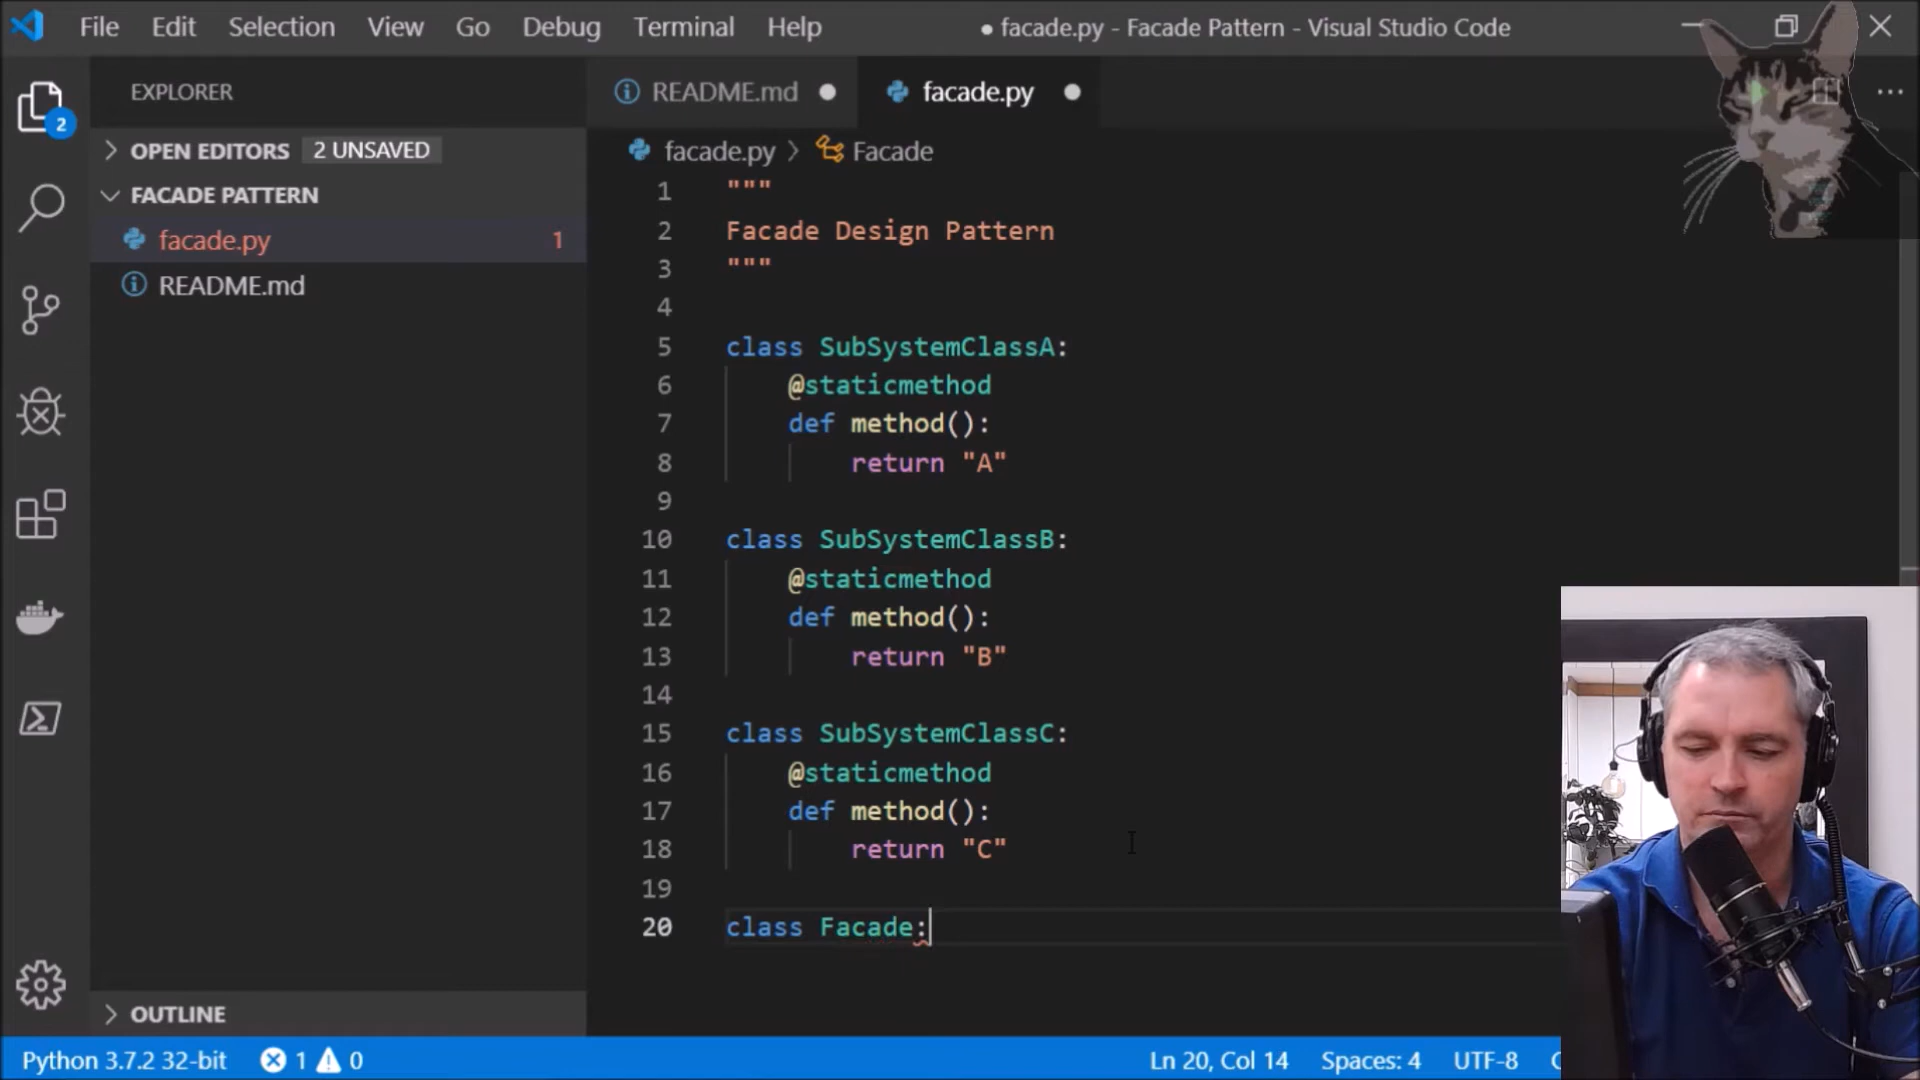 File Edit Selection View Go Debug Terminal Help ● facade.py - Facade Pattern - Visual Studio Code
EXPLORER
README.md
facade.py
2
OPEN EDITORS 2 UNSAVED
facade.py > Facade
FACADE PATTERN
facade.py 1
README.md
1 """
2 Facade Design Pattern
3 """
4
5 class SubSystemClassA:
6 @staticmethod
7 def method():
8 return "A"
9
10 class SubSystemClassB:
11 @staticmethod
12 def method():
13 return "B"
14
15 class SubSystemClassC:
16 @staticmethod
17 def method():
18 return "C"
19
20 class Facade:
OUTLINE
Python 3.7.2 32-bit 1 0 Ln 20, Col 14 Spaces: 4 UTF-8